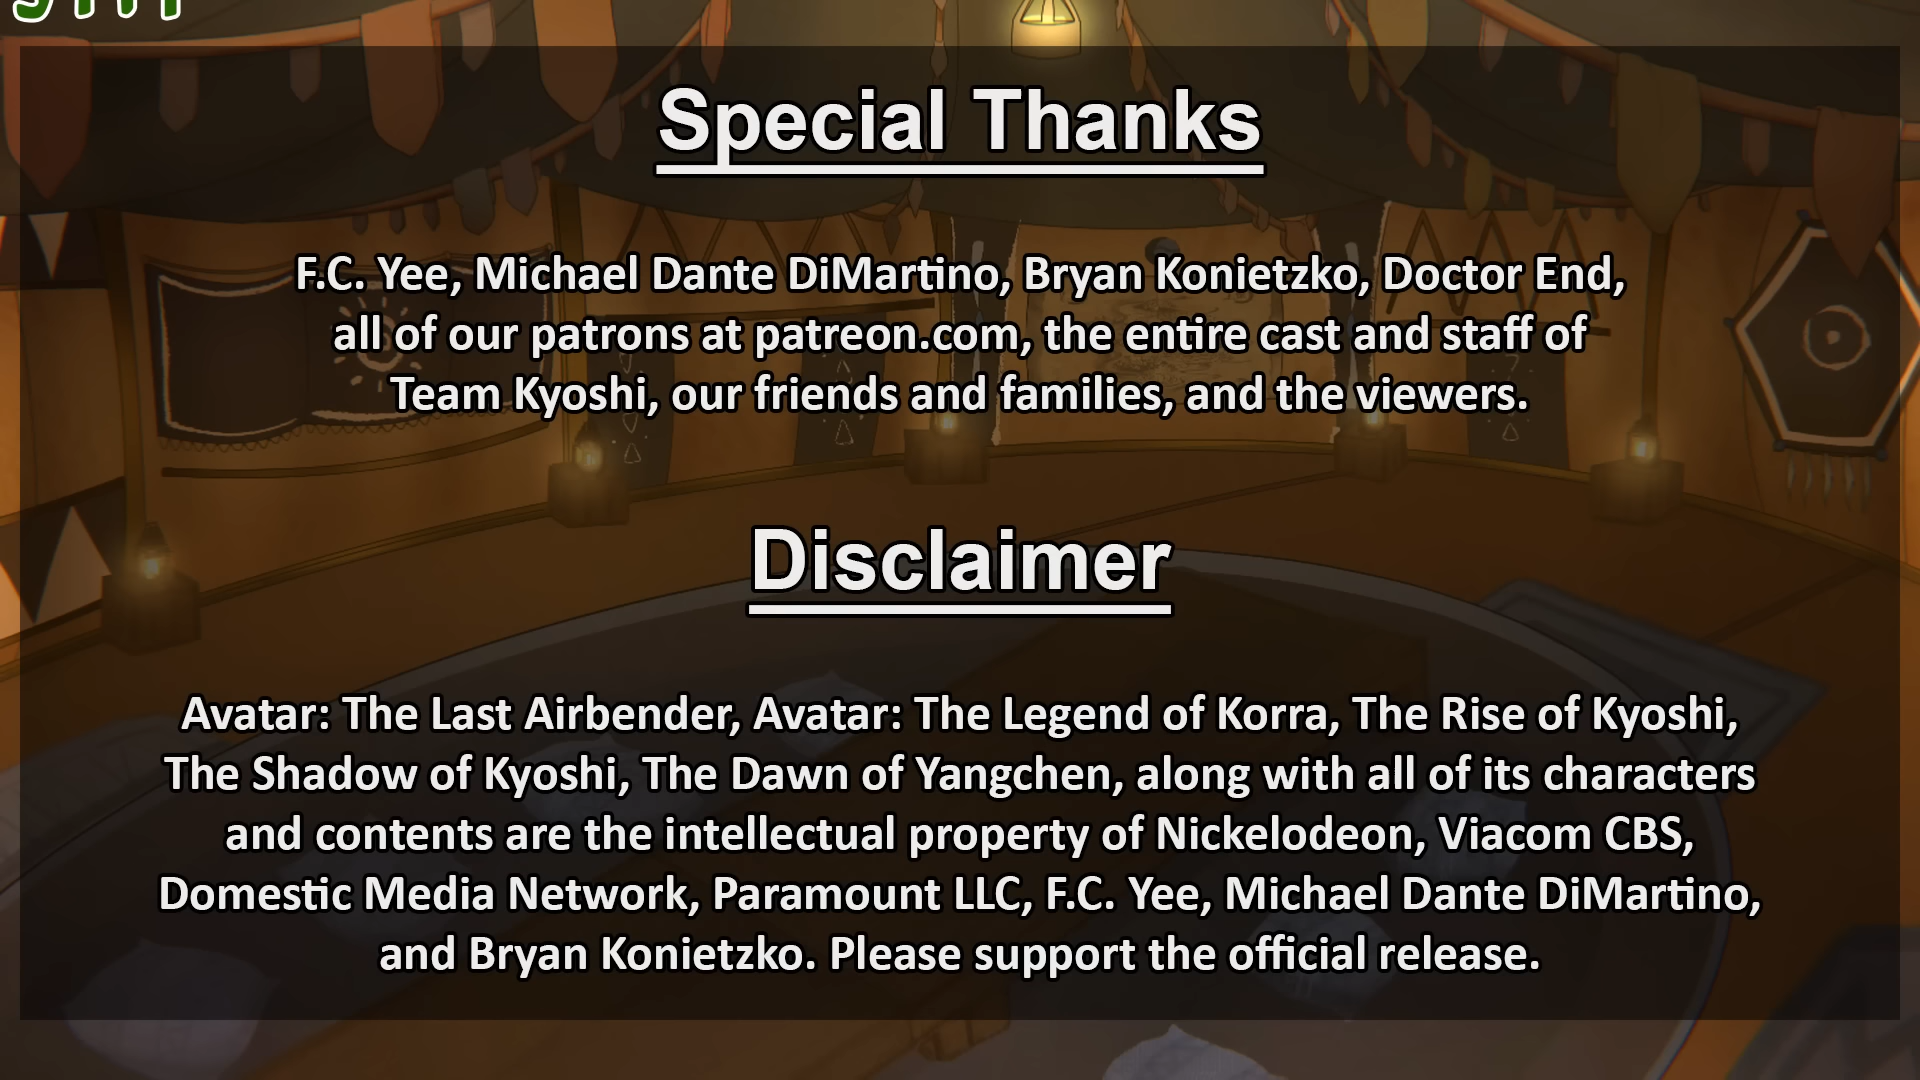 Special Thanks
F.C. Yee, Michael Dante DiMartino, Bryan Konietzko, Doctor End,
all of our patrons at patreon.com, the entire cast and staff of
Team Kyoshi, our friends and families, and the viewers.
Disclaimer
Avatar: The Last Airbender, Avatar: The Legend of Korra, The Rise of Kyoshi,
The Shadow of Kyoshi, The Dawn of Yangchen, along with all of its characters
and contents are the intellectual property of Nickelodeon, Viacom CBS,
Domestic Media Network, Paramount LLC, F.C. Yee, Michael Dante DiMartino,
and Bryan Konietzko. Please support the official release.